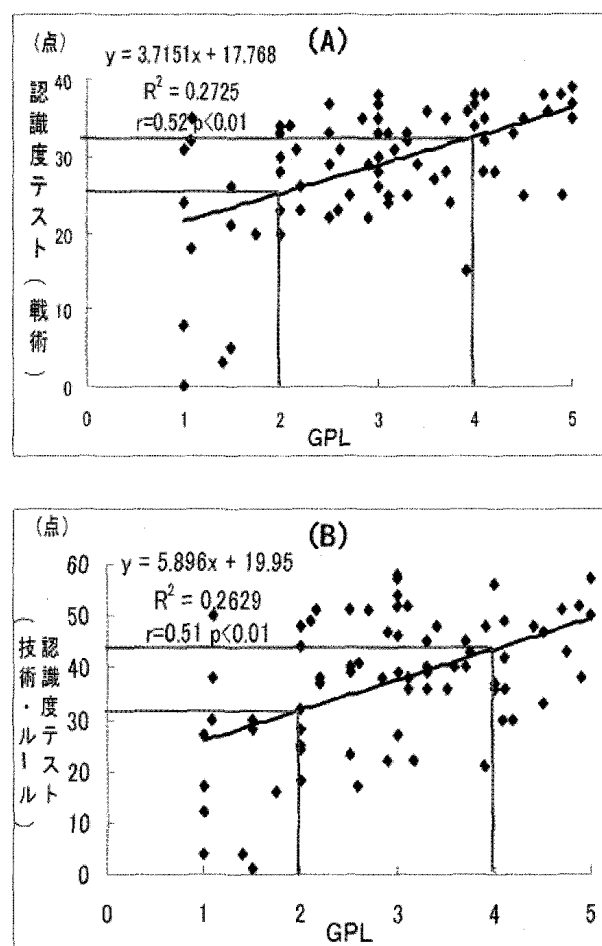 (点)
(A)
y = 3.7151x + 17.768
R² = 0.2725
r=0.52 p<0.01
認識度テスト(戦術)
40
30
20
10
0
0 1 2 3 4 5
GPL
(点)
(B)
y = 5.896x + 19.95
R² = 0.2629
r=0.51 p<0.01
認識度テスト
(技術・ルール)
60
50
40
30
20
10
0
0 1 2 3 4 5
GPL